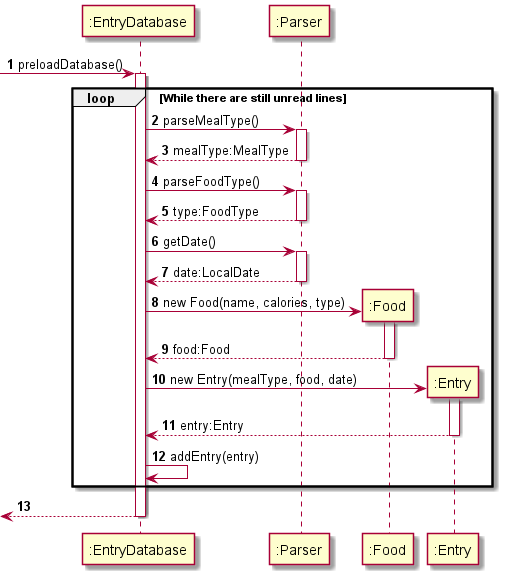 :EntryDatabase :Parser
1 preloadDatabase()
loop [While there are still unread lines]
2 parseMealType()
3 mealType:MealType
4 parseFoodType()
5 type:FoodType
6 getDate()
7 date:LocalDate
8 new Food(name, calories, type) :Food
9 food:Food
10 new Entry(mealType, food, date) :Entry
11 entry:Entry
12 addEntry(entry)
13
:EntryDatabase :Parser :Food :Entry